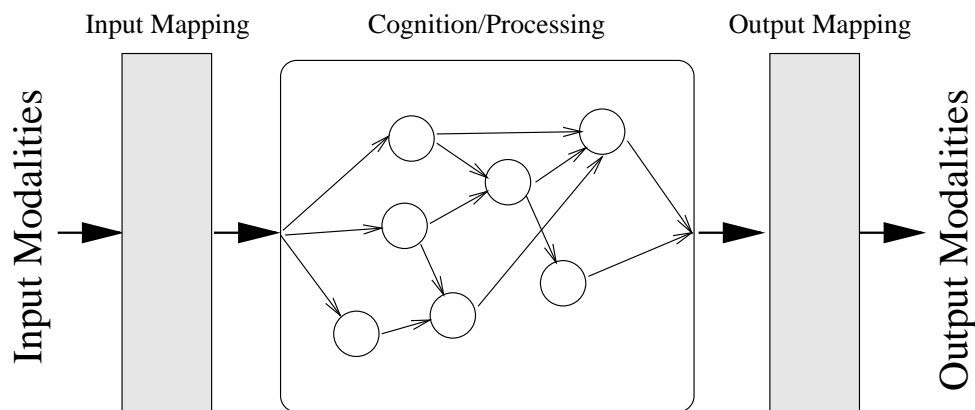 Input Mapping
Cognition/Processing
Output Mapping
Input Modalities
Output Modalities